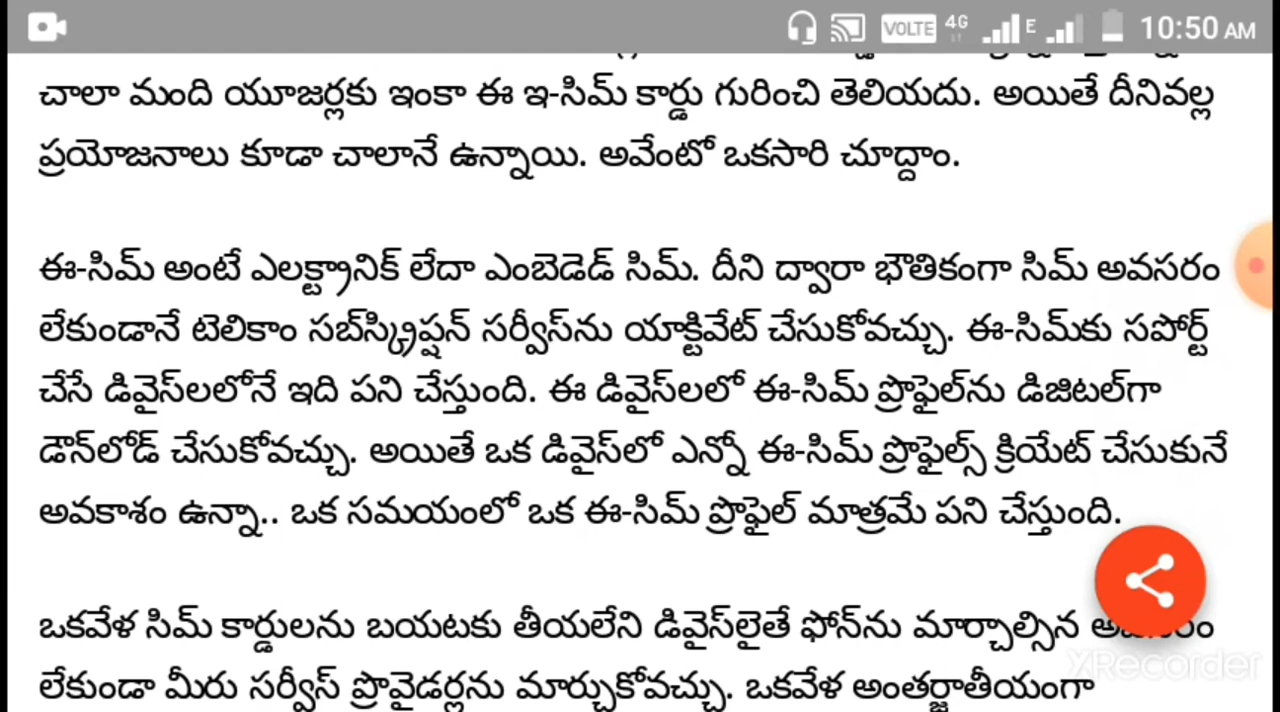 VOLTE 4G E 10:50 AM
చాలా మంది యూజర్లకు ఇంకా ఈ ఇ-సిమ్ కార్డు గురించి తెలియదు. అయితే దీనివల్ల
ప్రయోజనాలు కూడా చాలానే ఉన్నాయి. అవేంటో ఒకసారి చూద్దాం.
ఈ-సిమ్ అంటే ఎలక్ట్రానిక్ లేదా ఎంబెడెడ్ సిమ్. దీని ద్వారా భౌతికంగా సిమ్ అవసరం
లేకుండానే టెలికాం సబ్‌స్క్రిప్షన్ సర్వీస్‌ను యాక్టివేట్ చేసుకోవచ్చు. ఈ-సిమ్‌కు సపోర్ట్
చేసే డివైస్‌లలోనే ఇది పని చేస్తుంది. ఈ డివైస్‌లలో ఈ-సిమ్ ప్రొఫైల్‌ను డిజిటల్‌గా
డౌన్‌లోడ్ చేసుకోవచ్చు. అయితే ఒక డివైస్‌లో ఎన్నో ఈ-సిమ్ ప్రొఫైల్స్ క్రియేట్ చేసుకునే
అవకాశం ఉన్నా.. ఒక సమయంలో ఒక ఈ-సిమ్ ప్రొఫైల్ మాత్రమే పని చేస్తుంది.
ఒకవేళ సిమ్ కార్డులను బయటకు తీయలేని డివైస్‌లైతే ఫోన్‌ను మార్చాల్సిన
XRecorder
లేకుండా మీరు సర్వీస్ ప్రొవైడర్లను మార్చుకోవచ్చు. ఒకవేళ అంతర్జాతీయంగా